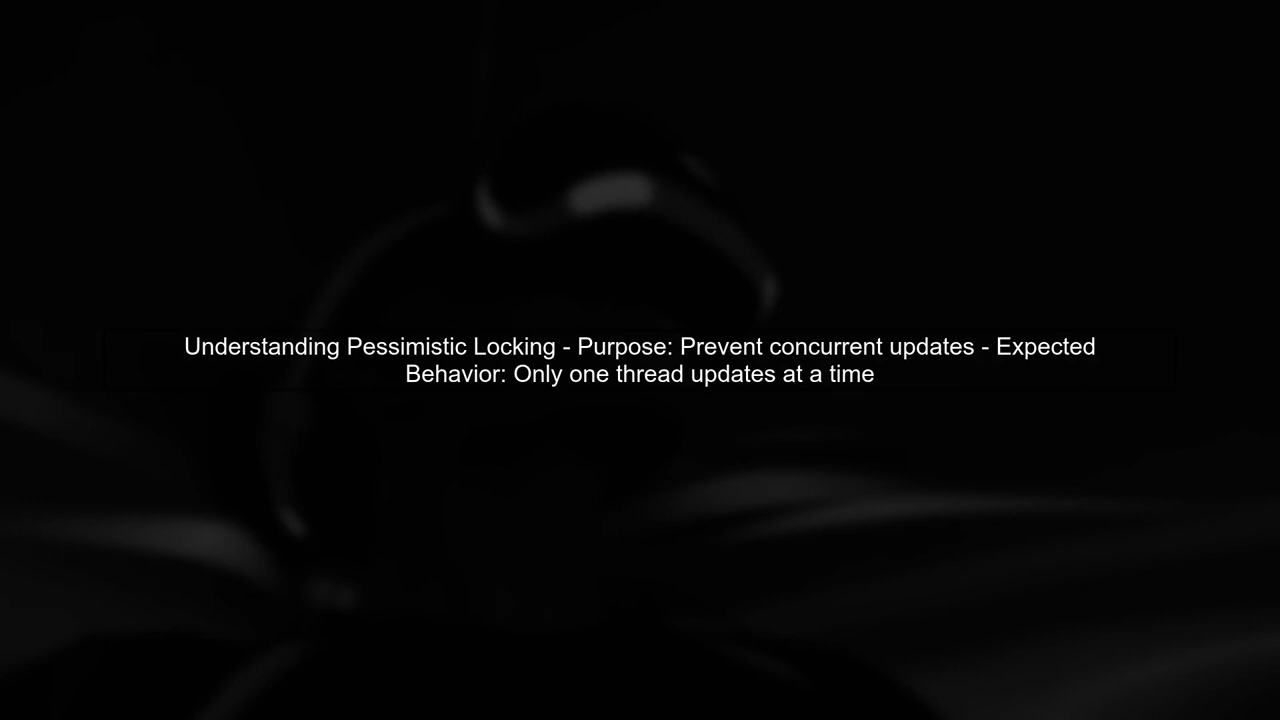 Understanding Pessimistic Locking - Purpose: Prevent concurrent updates - Expected
Behavior: Only one thread updates at a time